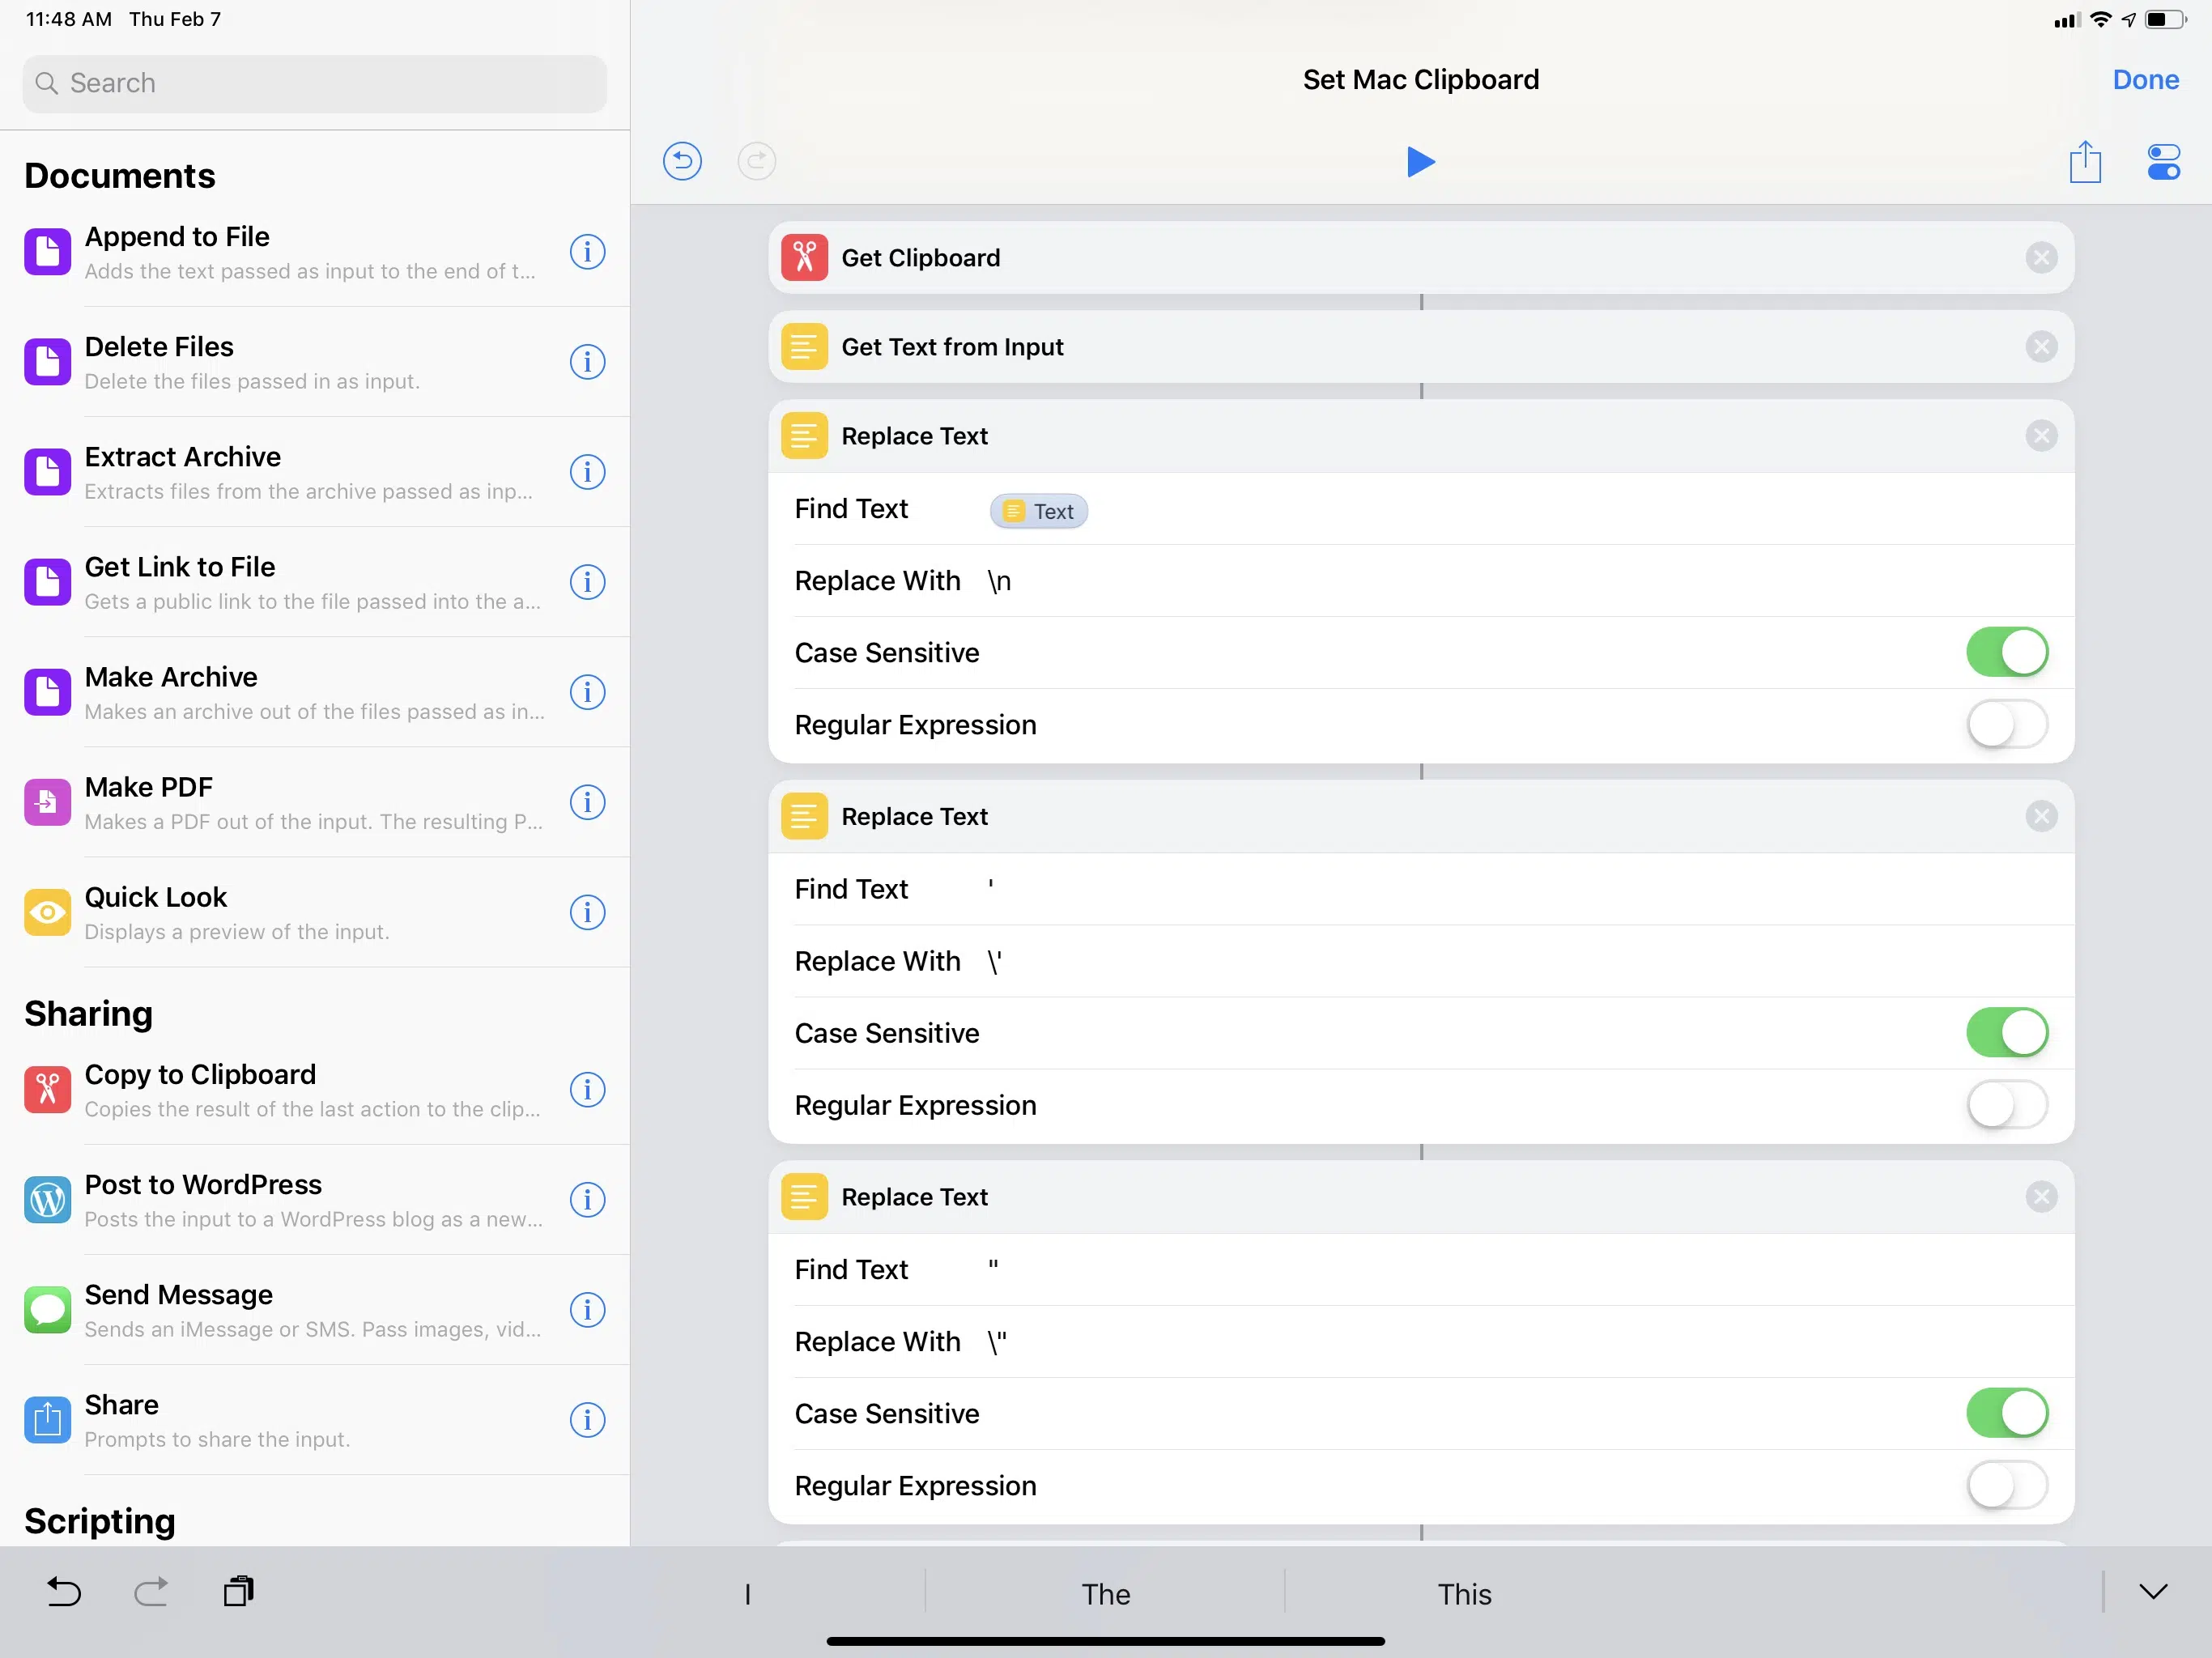 11:48 AM Thu Feb 7
Search
Documents
Append to File
Adds the text passed as input to the end of t...
Delete Files
Delete the files passed in as input.
Extract Archive
Extracts files from the archive passed as inp...
Get Link to File
Gets a public link to the file passed into the a...
Make Archive
Makes an archive out of the files passed as in...
Make PDF
Makes a PDF out of the input. The resulting P...
Quick Look
Displays a preview of the input.
Sharing
Copy to Clipboard
Copies the result of the last action to the clip...
Post to WordPress
Posts the input to a WordPress blog as a new...
Send Message
Sends an iMessage or SMS. Pass images, vid...
Share
Prompts to share the input.
Scripting
Set Mac Clipboard
Done
Get Clipboard
Get Text from Input
Replace Text
Find Text Text
Replace With \n
Case Sensitive
Regular Expression
Replace Text
Find Text '
Replace With \'
Case Sensitive
Regular Expression
Replace Text
Find Text "
Replace With \"
Case Sensitive
Regular Expression
I The This